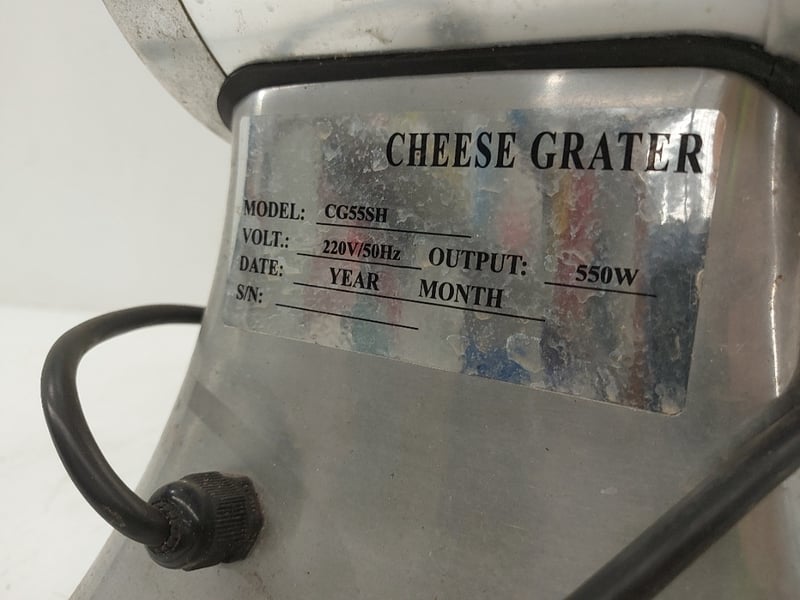 CHEESE GRATER
MODEL: CG55SH
VOLT.: 220V/50Hz OUTPUT: 550W
DATE: YEAR MONTH
S/N: